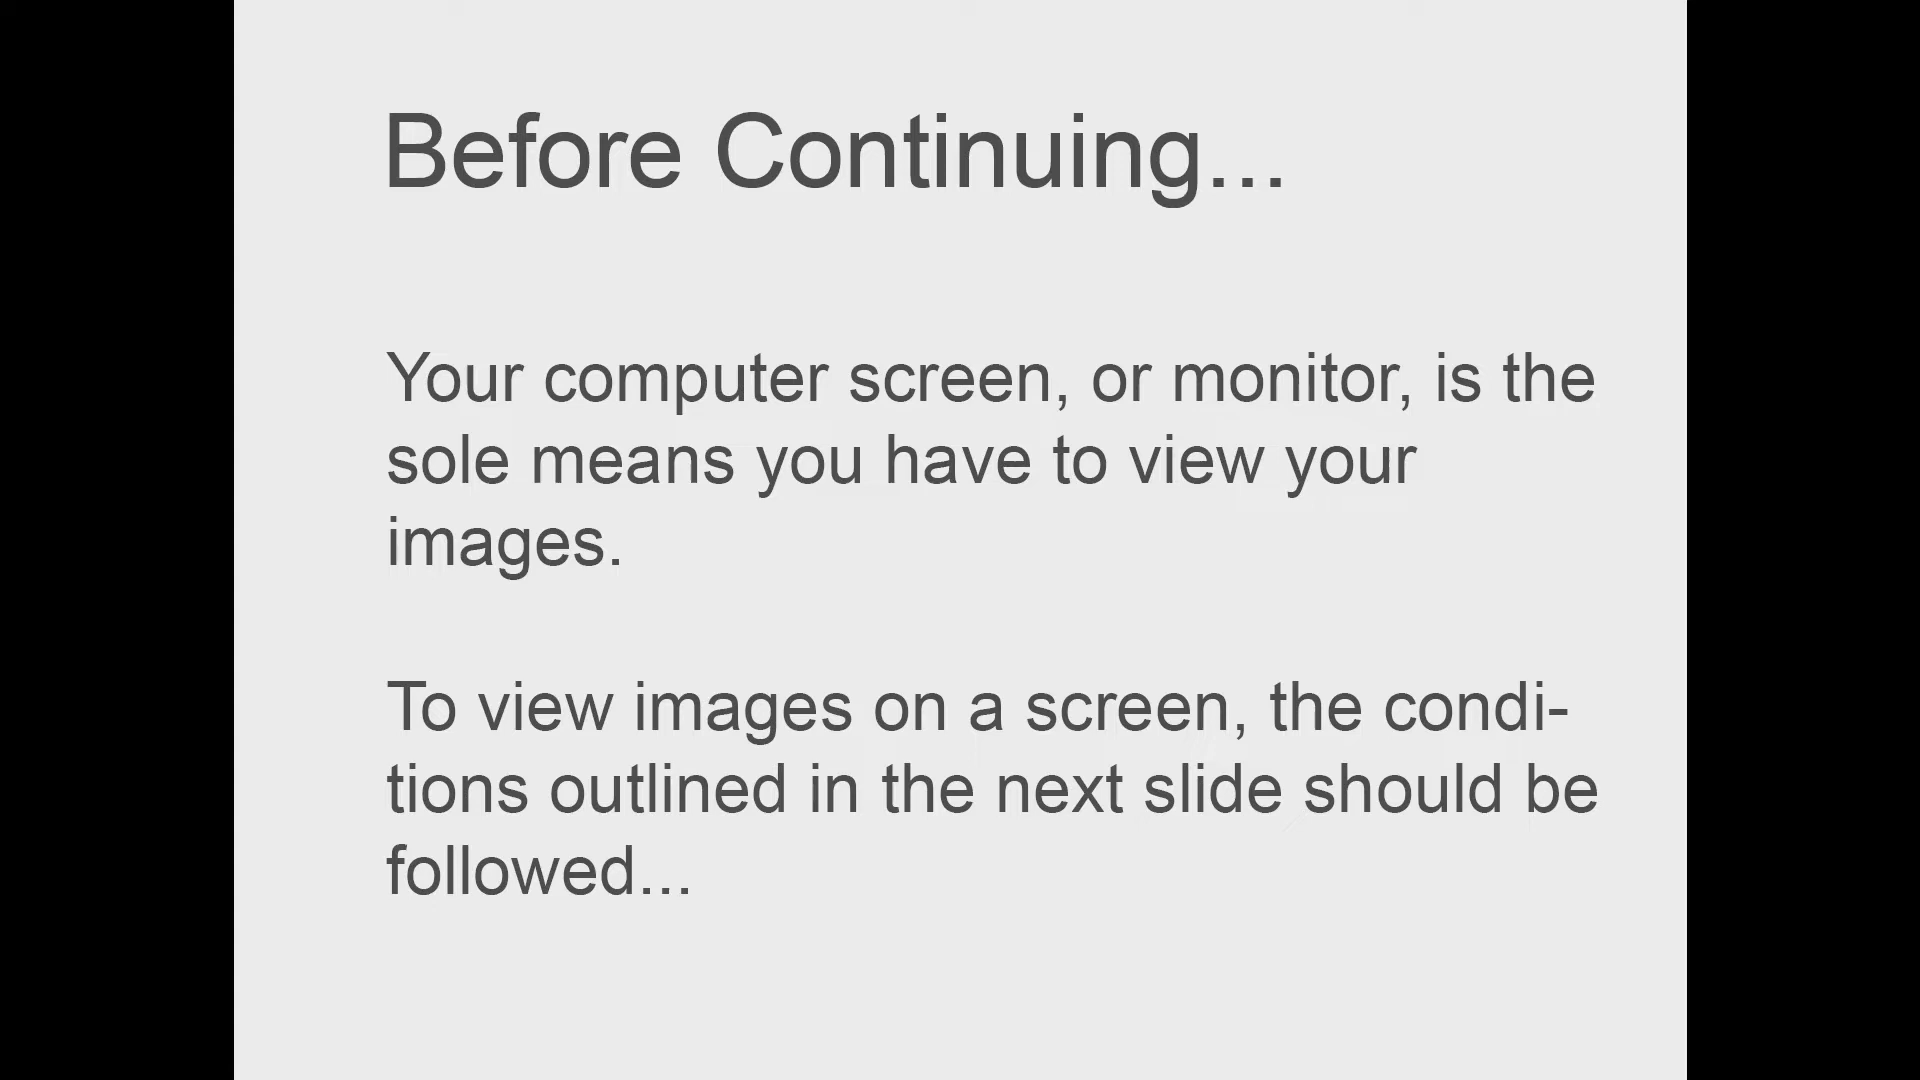 Before Continuing...
Your computer screen, or monitor, is the
sole means you have to view your
images.
To view images on a screen, the condi-
tions outlined in the next slide should be
followed...